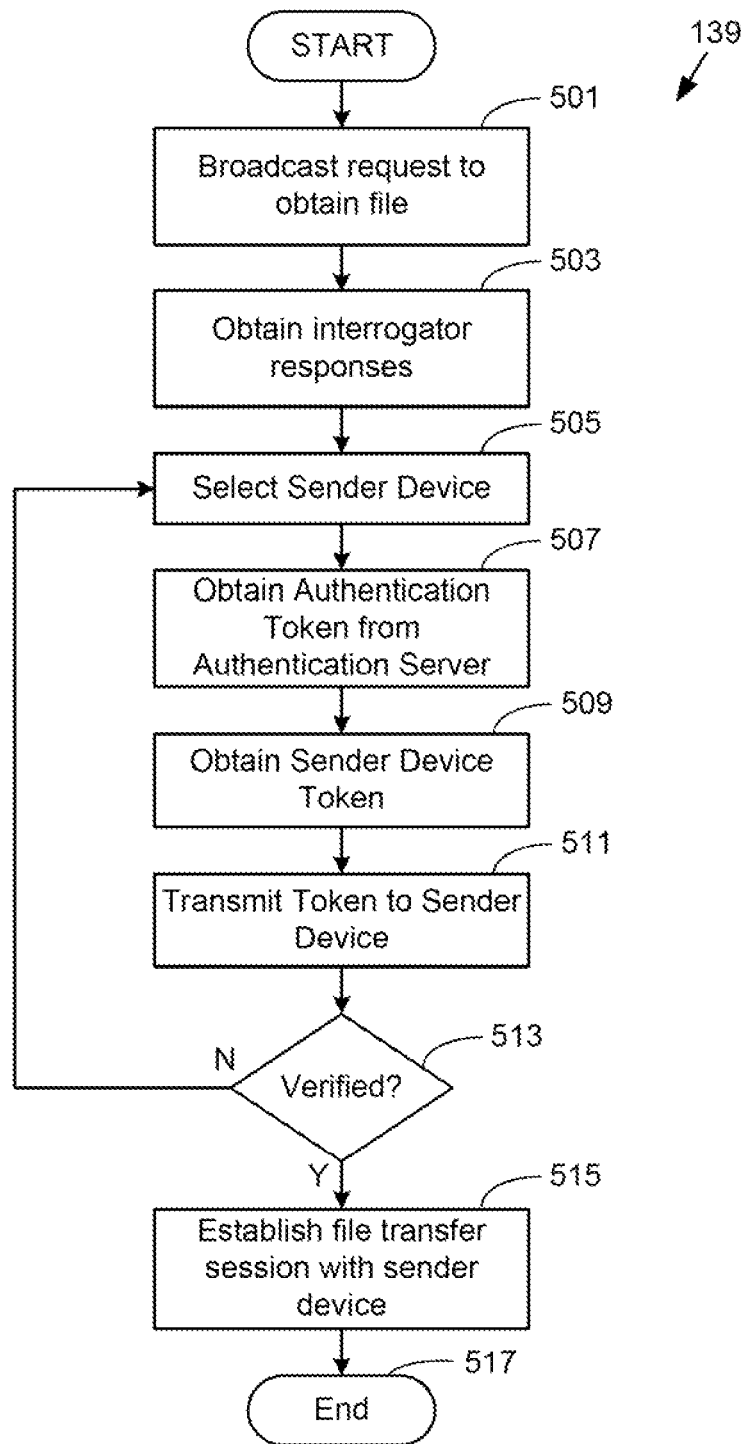 START
139
501
Broadcast request to
obtain file
503
Obtain interrogator
responses
505
Select Sender Device
507
Obtain Authentication
Token from
Authentication Server
509
Obtain Sender Device
Token
511
Transmit Token to Sender
Device
513
N
Verified?
Y
515
Establish file transfer
session with sender
device
517
End